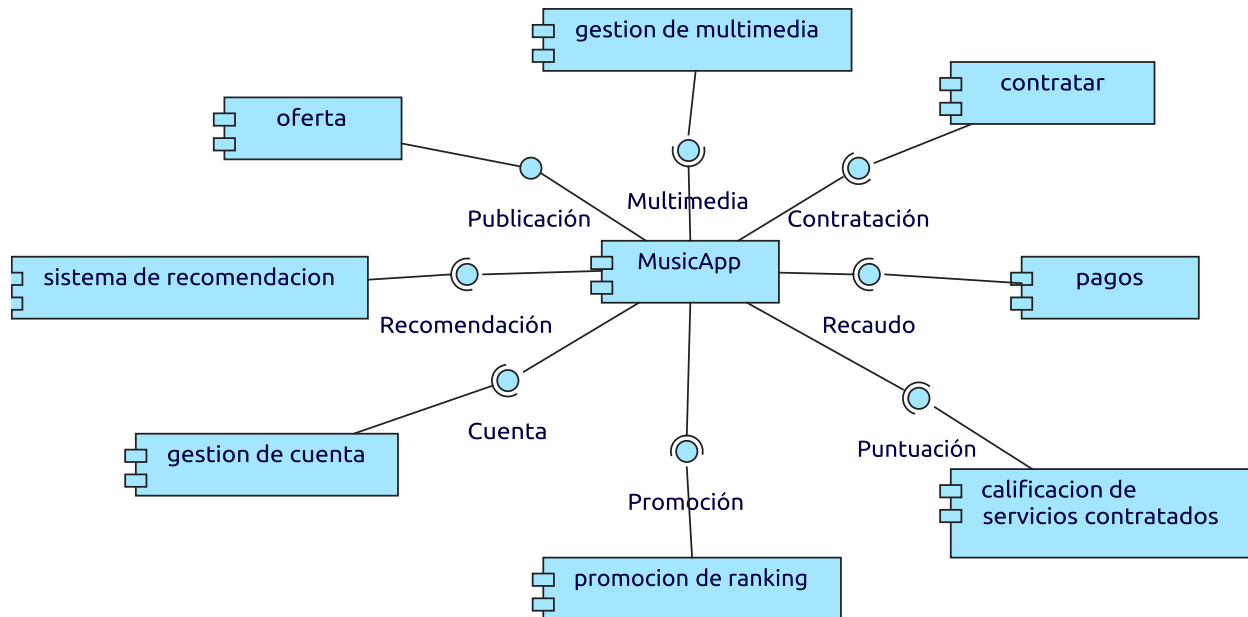 gestion de multimedia
contratar
oferta
Multimedia
Publicación
Contratación
MusicApp
sistema de recomendacion
pagos
Recomendación
Recaudo
Cuenta
Puntuación
gestion de cuenta
calificacion de
servicios contratados
Promoción
promocion de ranking